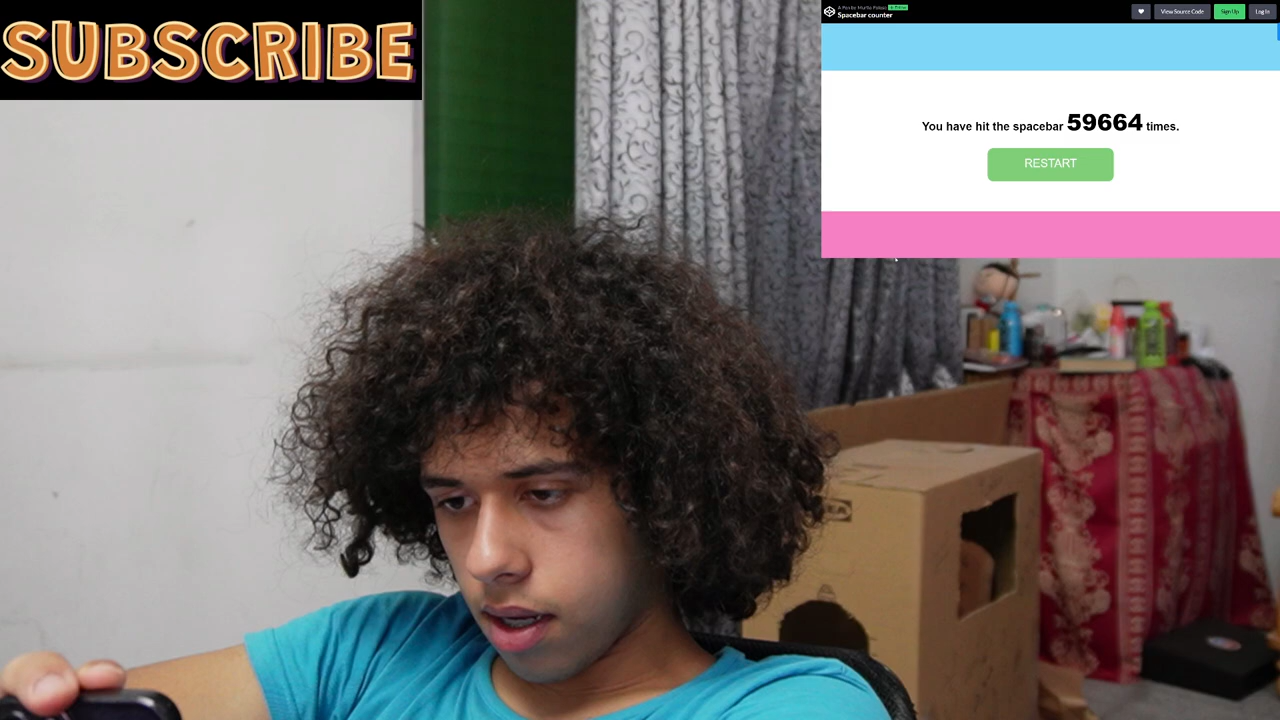 SUBSCRIBE
Spacebar counter
View Source Code
Sign Up
Log In
You have hit the spacebar 59664 times.
RESTART